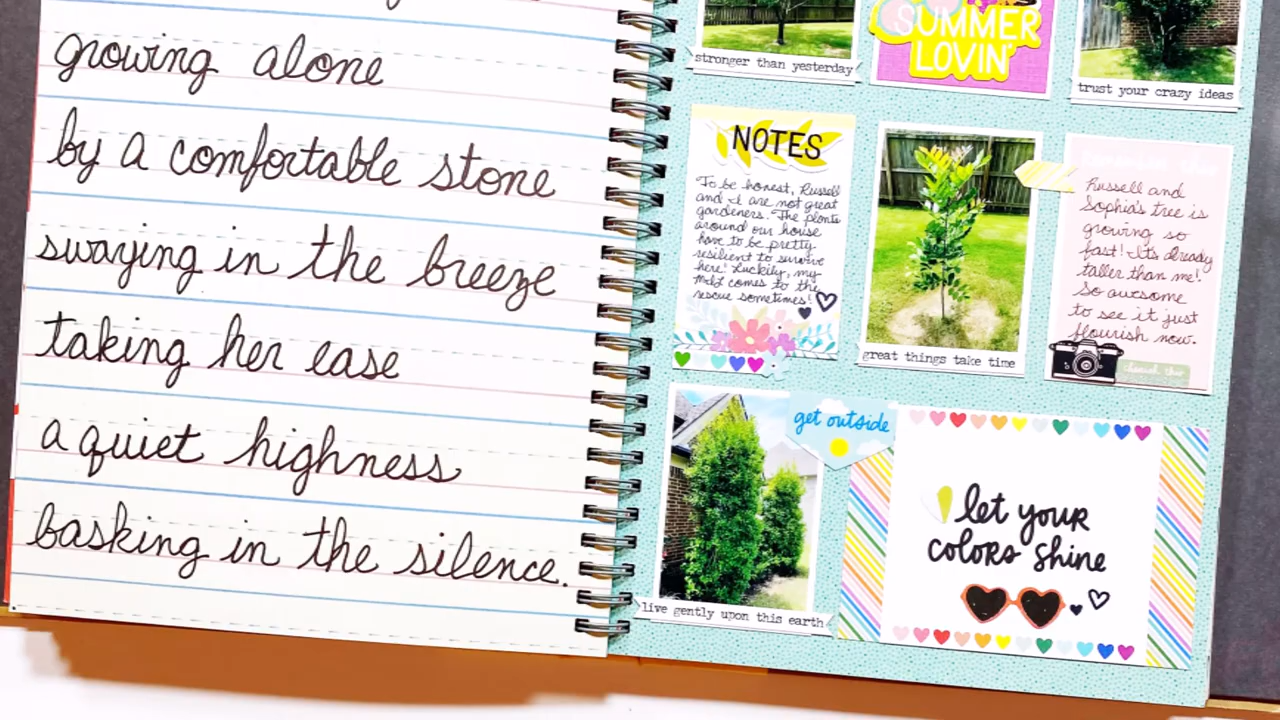 growing alone
by a comfortable stone
swaying in the breeze
taking her ease
a quiet highness
basking in the silence.
stronger than yesterday
SUMMER
LOVIN'
trust your crazy ideas
NOTES
To be honest, Russell
and I are not great
gardeners. The plants
around our house
have to be pretty
resilient to survive
here! Luckily, my
MIL comes to the
rescue sometimes!
great things take time
Russell and
Sophia's tree is
growing so
fast! It's already
taller than me!
So awesome
to see it just
flourish now.
cherish this
get outside
live gently upon this earth
let your
colors shine